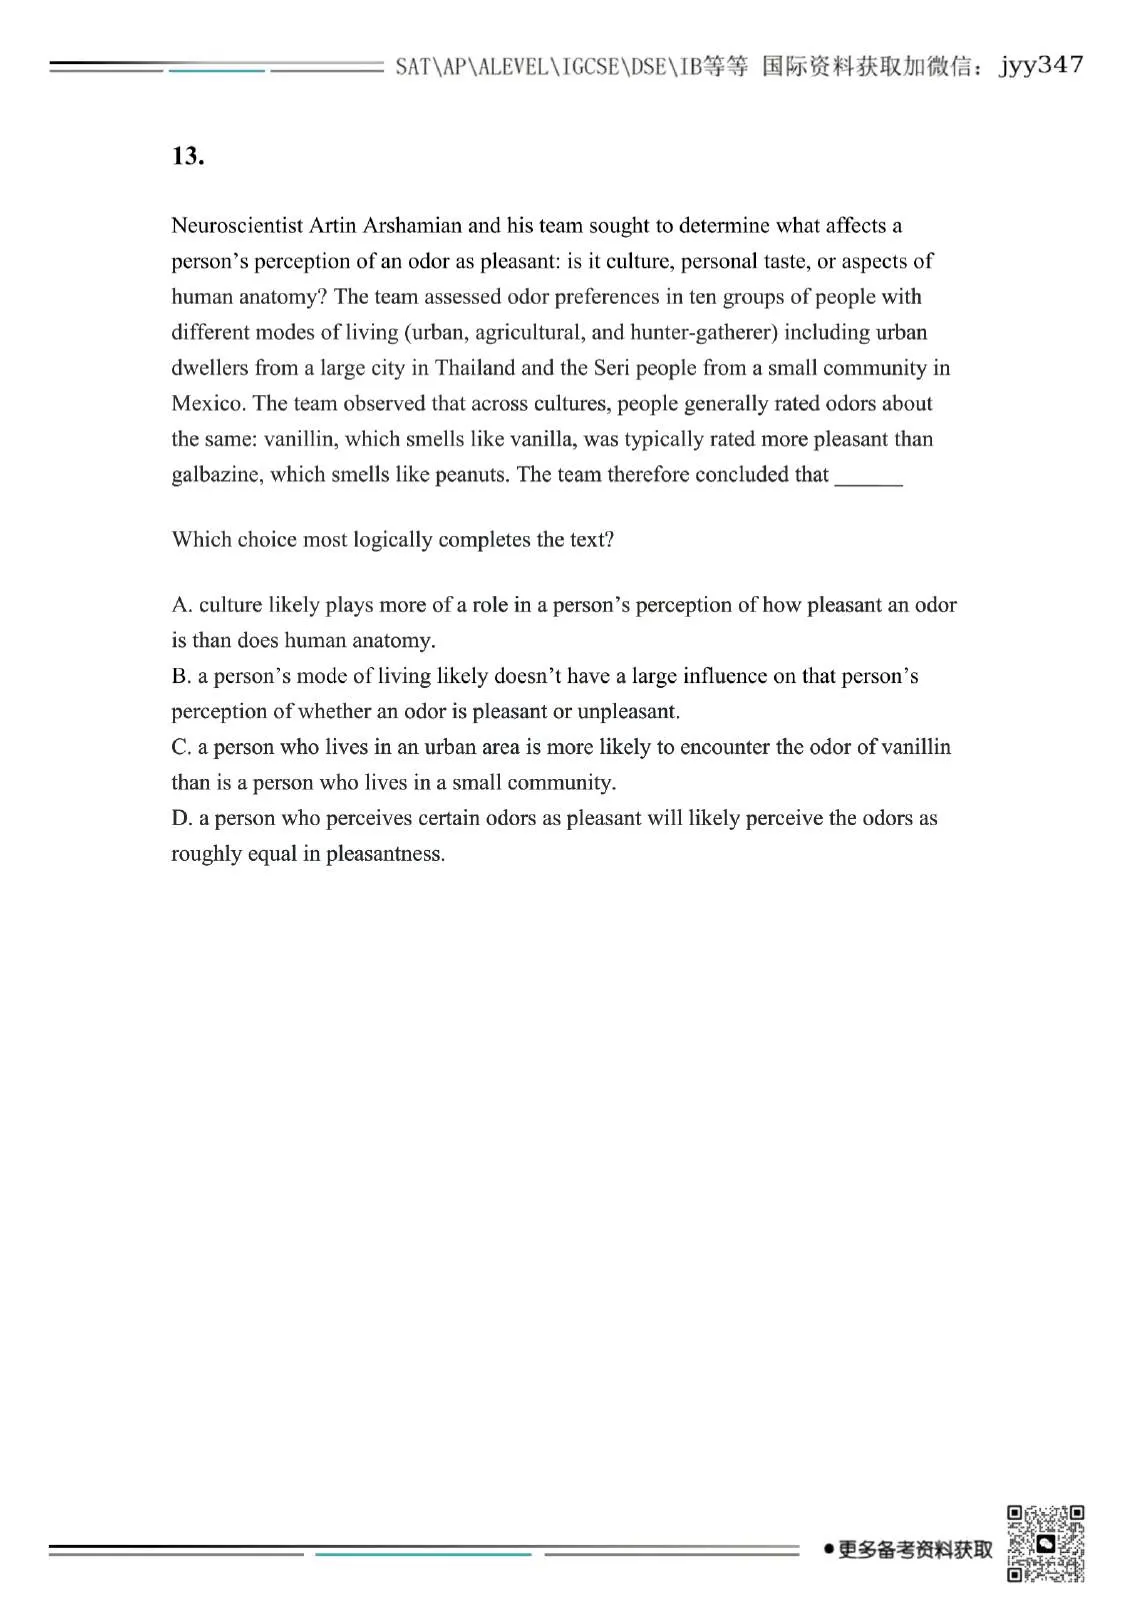 SAT\AP\ALEVEL\IGCSE\DSE\IB等等 国际资料获取加微信：jyy347
13.
Neuroscientist Artin Arshamian and his team sought to determine what affects a
person’s perception of an odor as pleasant: is it culture, personal taste, or aspects of
human anatomy? The team assessed odor preferences in ten groups of people with
different modes of living (urban, agricultural, and hunter-gatherer) including urban
dwellers from a large city in Thailand and the Seri people from a small community in
Mexico. The team observed that across cultures, people generally rated odors about
the same: vanillin, which smells like vanilla, was typically rated more pleasant than
galbazine, which smells like peanuts. The team therefore concluded that ______
Which choice most logically completes the text?
A. culture likely plays more of a role in a person’s perception of how pleasant an odor
is than does human anatomy.
B. a person’s mode of living likely doesn’t have a large influence on that person’s
perception of whether an odor is pleasant or unpleasant.
C. a person who lives in an urban area is more likely to encounter the odor of vanillin
than is a person who lives in a small community.
D. a person who perceives certain odors as pleasant will likely perceive the odors as
roughly equal in pleasantness.
●更多备考资料获取